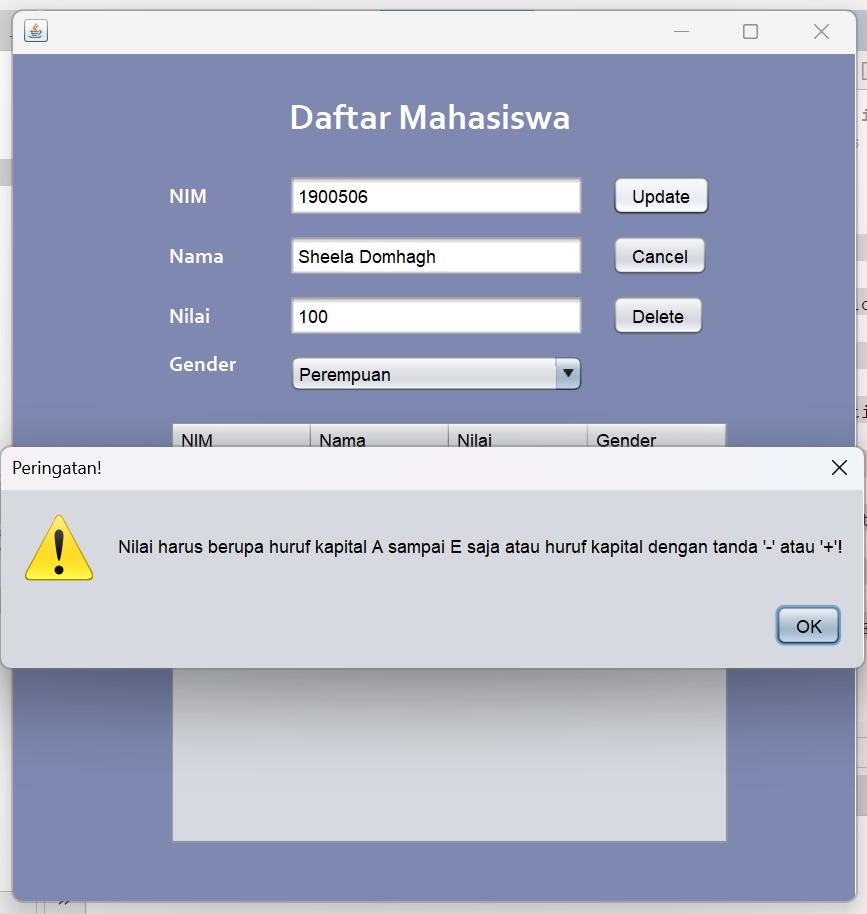 Daftar Mahasiswa
NIM
1900506
Update
Nama
Sheela Domhagh
Cancel
Nilai
100
Delete
Gender
Perempuan
NIM Nama Nilai Gender
Peringatan!
Nilai harus berupa huruf kapital A sampai E saja atau huruf kapital dengan tanda '-' atau '+'!
OK